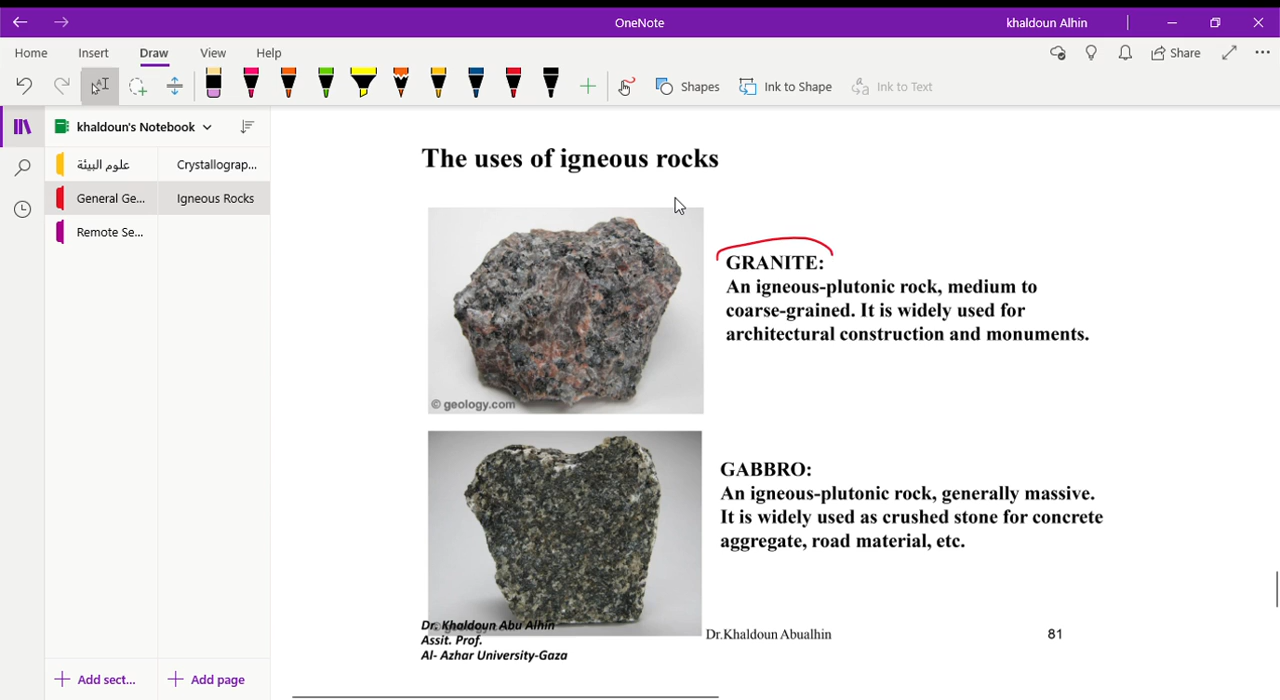 OneNote
khaldoun Alhin
Home Insert Draw View Help
Share
Shapes
Ink to Shape
Ink to Text
khaldoun's Notebook
علوم البيئة
Crystallograp...
General Ge...
Igneous Rocks
Remote Se...
The uses of igneous rocks
© geology.com
GRANITE:
An igneous-plutonic rock, medium to
coarse-grained. It is widely used for
architectural construction and monuments.
GABBRO:
An igneous-plutonic rock, generally massive.
It is widely used as crushed stone for concrete
aggregate, road material, etc.
Dr. Khaldoun Abu Alhin
Assit. Prof.
Al- Azhar University-Gaza
Dr.Khaldoun Abualhin
81
Add sect...
Add page